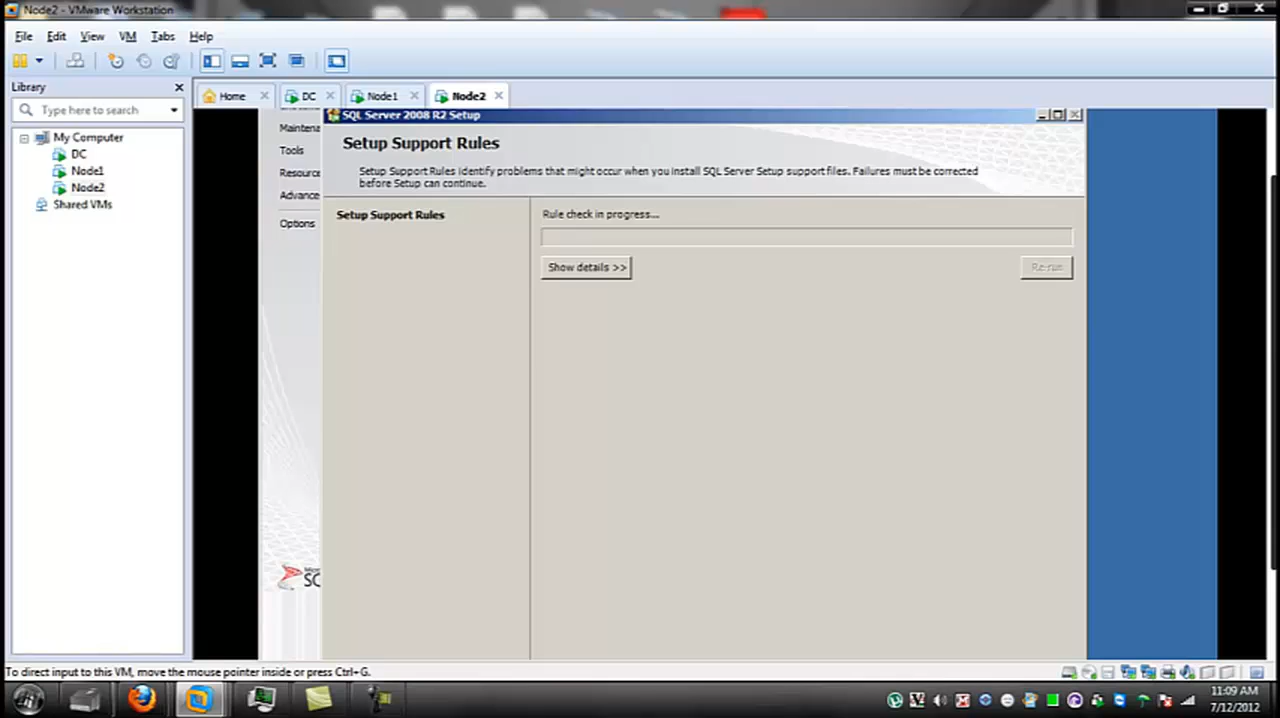 Node2 - VMware Workstation
File Edit View VM Tabs Help
Library
Type here to search
My Computer
DC
Node1
Node2
Shared VMs
Home DC Node1 Node2
Maintena
Tools
Resource
Advance
Options
SQL Server 2008 R2 Setup
Setup Support Rules
Setup Support Rules identify problems that might occur when you install SQL Server Setup support files. Failures must be corrected
before Setup can continue.
Setup Support Rules
Rule check in progress...
Show details >> Re-run
To direct input to this VM, move the mouse pointer inside or press Ctrl+G.
11:09 AM
7/12/2012